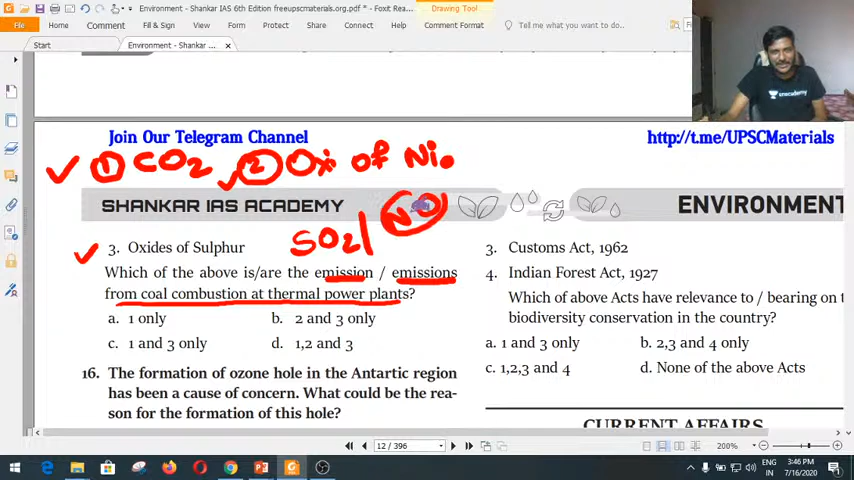 Environment - Shankar IAS 6th Edition freeupscmaterials.org.pdf * - Foxit Rea...
Drawing Tool
File
Home
Comment
View
Form
Fill & Sign
Protect
Share
Connect
Help
Extras
Format
Tell me what you want to do...
Start
Environment - Shankar ...
unacademy
Join Our Telegram Channel
http://t.me/UPSCMaterials
1 CO2 2 Oxi of Nio
SHANKAR IAS ACADEMY
ENVIRONMENT
SO2/ NO
3. Oxides of Sulphur
Which of the above is/are the emission / emissions
from coal combustion at thermal power plants?
a. 1 only
b. 2 and 3 only
c. 1 and 3 only
d. 1,2 and 3
16. The formation of ozone hole in the Antartic region
has been a cause of concern. What could be the rea-
son for the formation of this hole?
3. Customs Act, 1962
4. Indian Forest Act, 1927
Which of above Acts have relevance to / bearing on t
biodiversity conservation in the country?
a. 1 and 3 only
b. 2,3 and 4 only
c. 1,2,3 and 4
d. None of the above Acts
CURRENT AFFAIRS
12 / 396
200%
ENG
IN
3:46 PM
7/16/2020